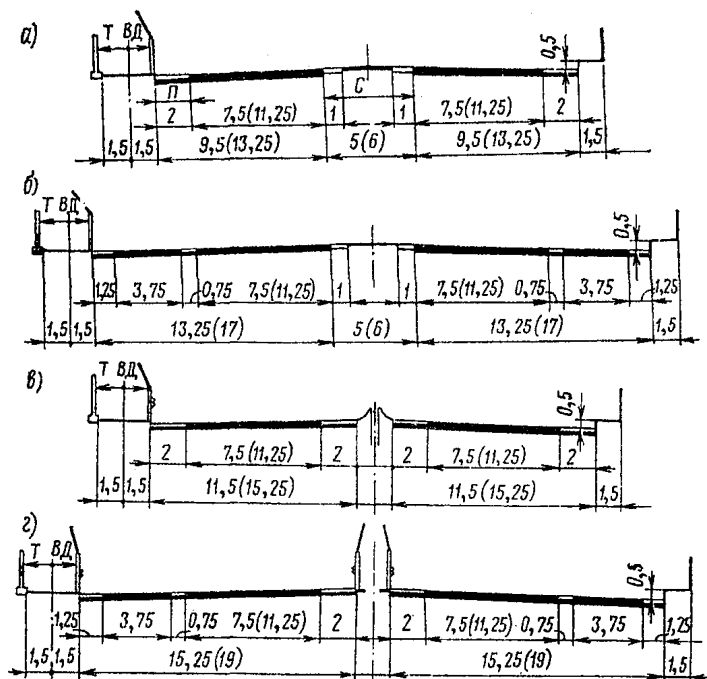 а)
Т ВД
0,5
П
С
2 7,5(11,25) 1 1 7,5(11,25) 2
1,5 1,5 9,5(13,25) 5(6) 9,5(13,25) 1,5
б)
Т ВД
0,5
1,25 3,75 0,75 7,5(11,25) 1 1 7,5(11,25) 0,75 3,75 1,25
1,5 1,5 13,25(17) 5(6) 13,25(17) 1,5
в)
Т ВД
0,5
2 7,5(11,25) 2 2 7,5(11,25) 2
1,5 1,5 11,5(15,25) 11,5(15,25) 1,5
г)
Т ВД
0,5
1,25 3,75 0,75 7,5(11,25) 2 2 7,5(11,25) 0,75 3,75 1,25
1,5 1,5 15,25(19) 15,25(19) 1,5